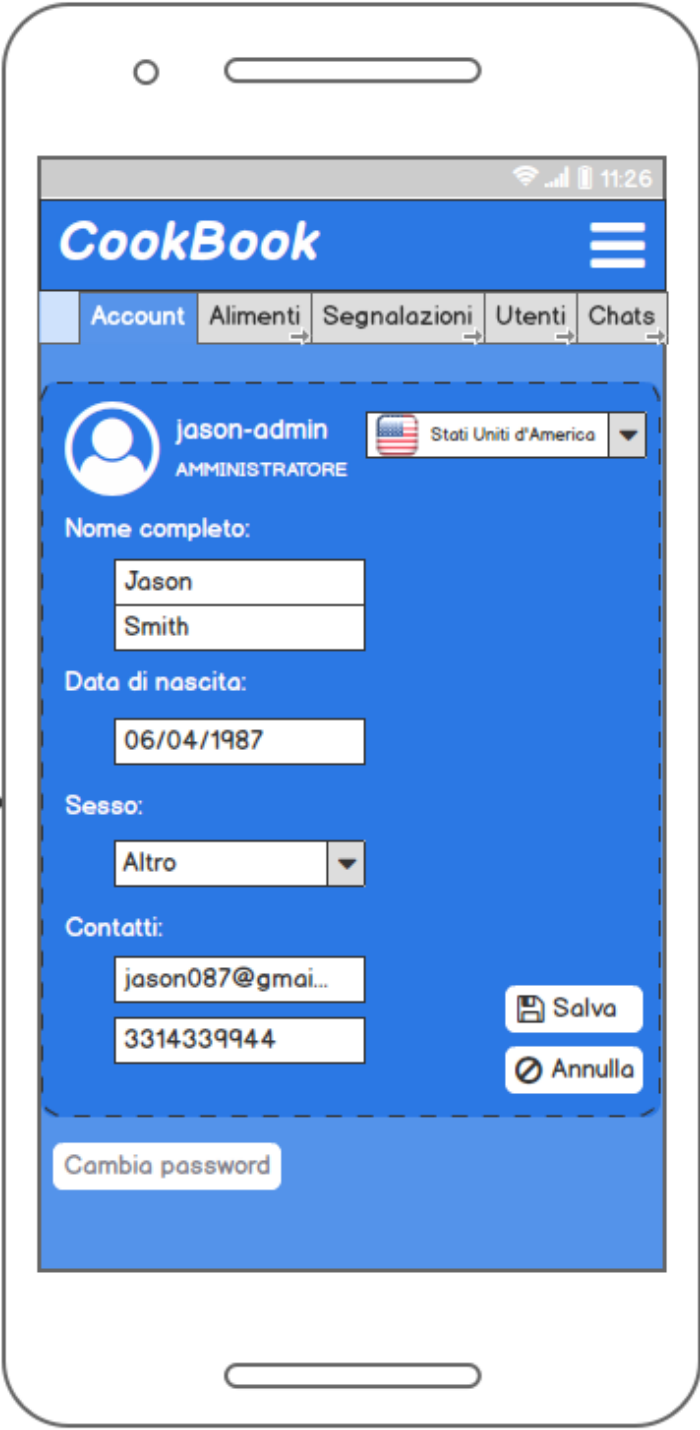 11:26
CookBook
Account Alimenti Segnalazioni Utenti Chats
jason-admin
AMMINISTRATORE
Stati Uniti d'America
Nome completo:
Jason
Smith
Data di nascita:
06/04/1987
Sesso:
Altro
Contatti:
jason087@gmai...
3314339944
Salva
Annulla
Cambia password